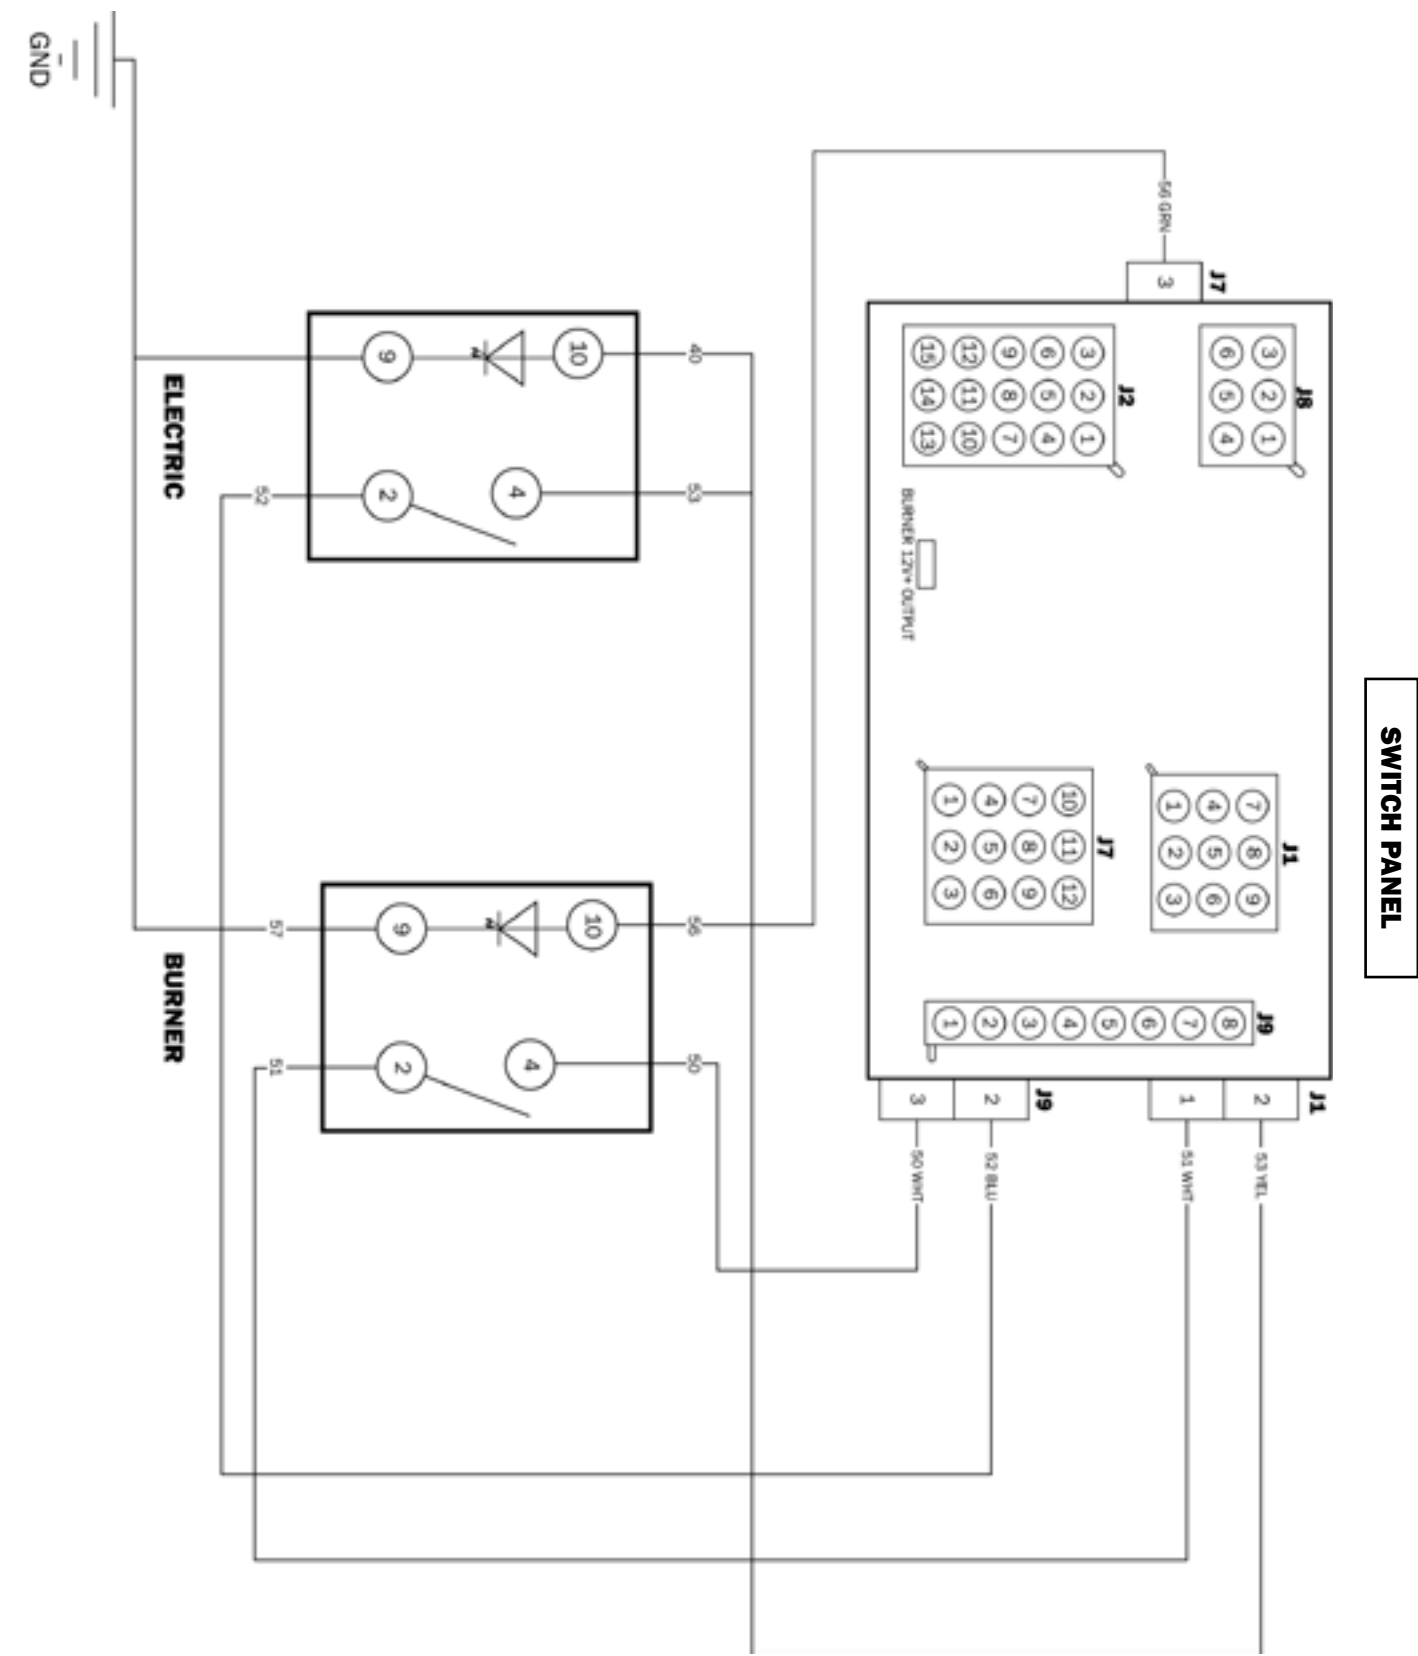 SWITCH PANEL
J7
3
56 GRN
J8
3 2 1
6 5 4
J2
3 2 1
6 5 4
9 8 7
12 11 10
15 14 13
BURNER 12V+ OUTPUT
J1
7 8 9
4 5 6
1 2 3
J7
10 11 12
7 8 9
4 5 6
1 2 3
J9
8
7
6
5
4
3
2
1
J1
2
53 YEL
1
51 WHT
J9
2
52 BLU
3
50 WHT
40
53
10
4
9
2
52
ELECTRIC
56
50
10
4
9
2
57
51
BURNER
GND